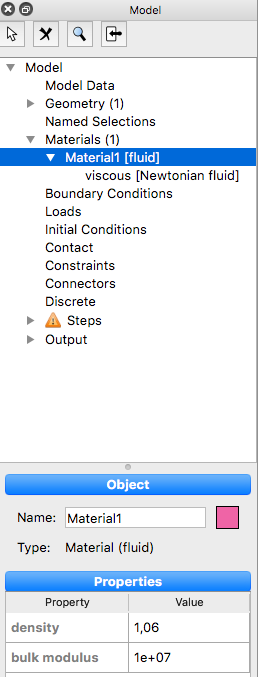 Model
Model
Model Data
Geometry (1)
Named Selections
Materials (1)
Material1 [fluid]
viscous [Newtonian fluid]
Boundary Conditions
Loads
Initial Conditions
Contact
Constraints
Connectors
Discrete
Steps
Output
Object
Name: Material1
Type: Material (fluid)
Properties
Property Value
density 1,06
bulk modulus 1e+07